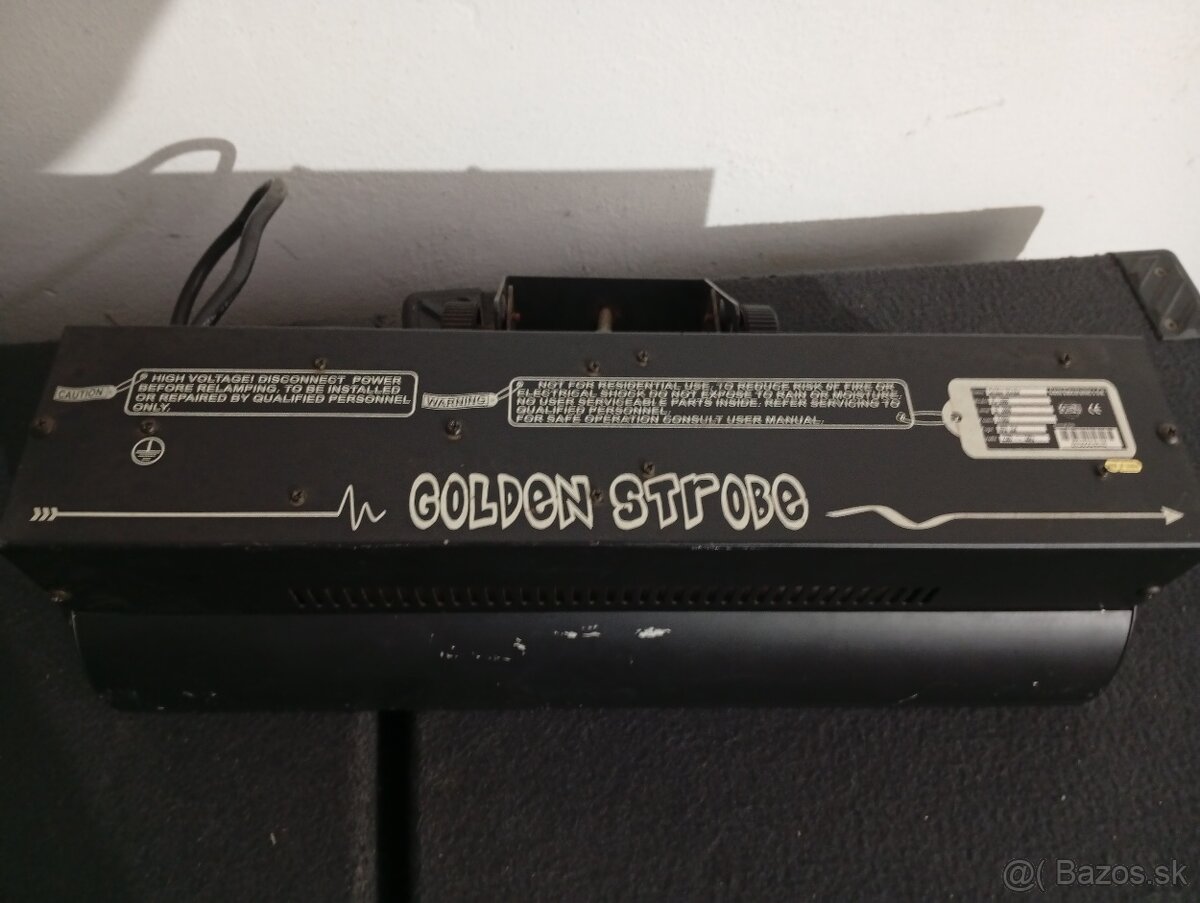 CAUTION
HIGH VOLTAGE! DISCONNECT POWER
BEFORE RELAMPING. TO BE INSTALLED
OR REPAIRED BY QUALIFIED PERSONNEL
ONLY.
WARNING
NOT FOR RESIDENTIAL USE. TO REDUCE RISK OF FIRE OR
ELECTRICAL SHOCK DO NOT EXPOSE TO RAIN OR MOISTURE.
NO USER SERVICEABLE PARTS INSIDE. REFER SERVICING TO
QUALIFIED PERSONNEL.
FOR SAFE OPERATION CONSULT USER MANUAL.
CE
GOLDEN STROBE
@( Bazos.sk